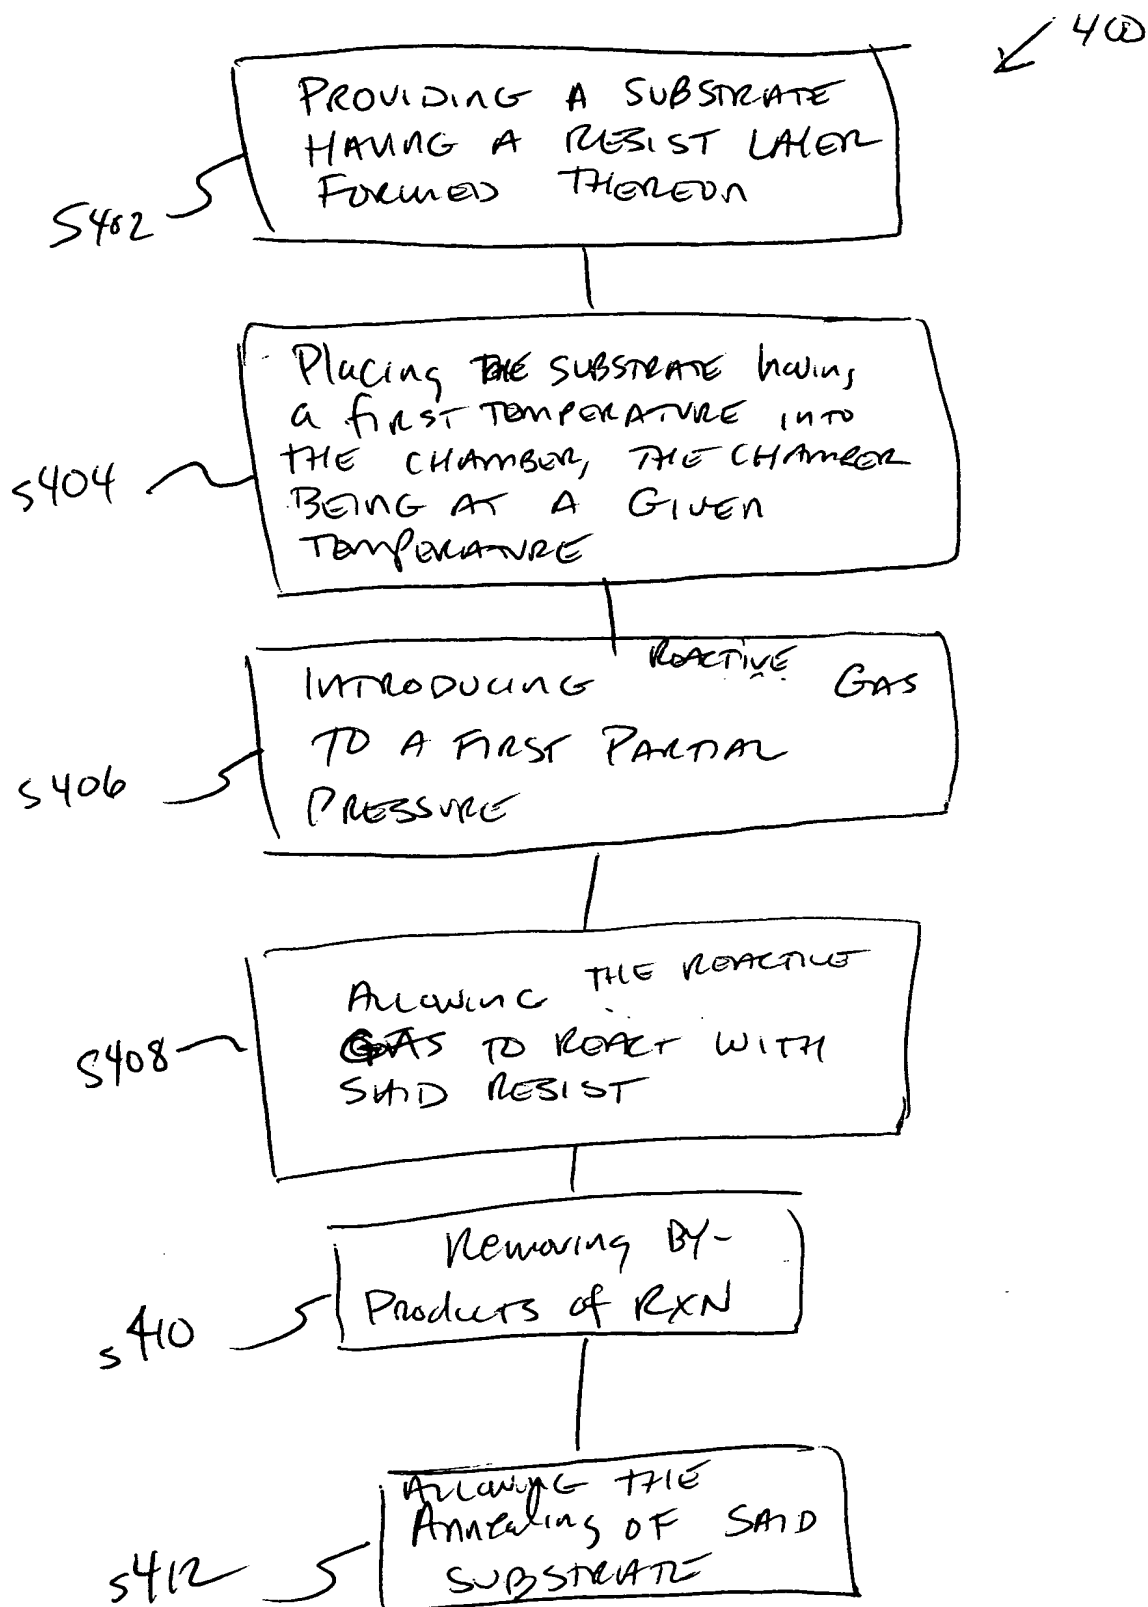 400
PROVIDING A SUBSTRATE
HAVING A RESIST LAYER
FORMED THEREON
S402
Placing THE SUBSTRATE having
a first TEMPERATURE INTO
THE CHAMBER, THE CHAMBER
BEING AT A GIVEN
TEMPERATURE
S404
INTRODUCING REACTIVE GAS
TO A FIRST PARTIAL
PRESSURE
S406
ALLOWING THE REACTIVE
GAS TO REACT WITH
SAID RESIST
S408
Removing BY-
Products of RXN
S410
ALLOWING THE
Annealing OF SAID
SUBSTRATE
S412